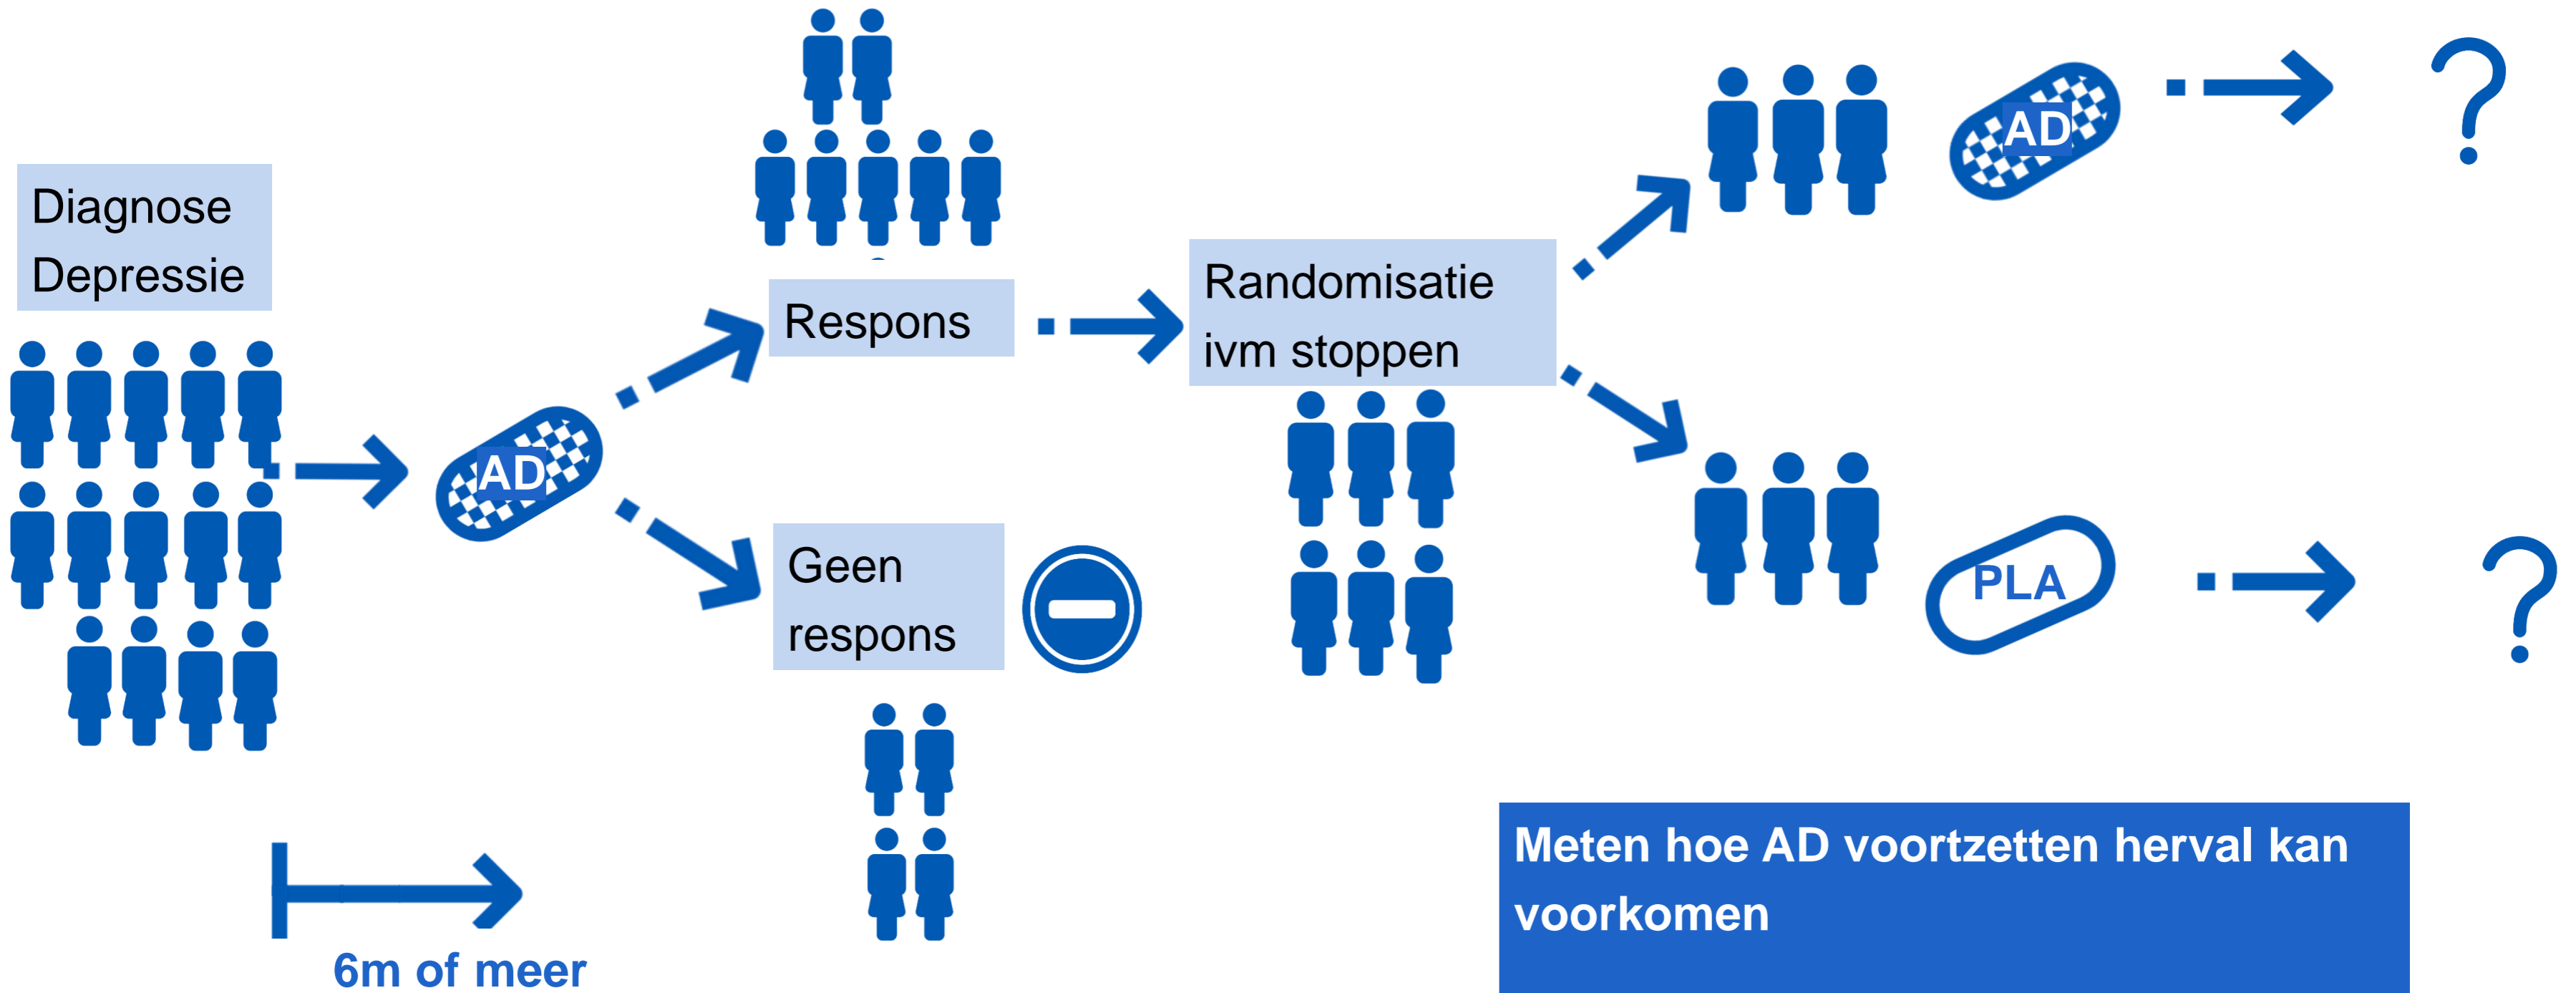 Diagnose
Depressie
AD
Respons
Geen
respons
Randomisatie
ivm stoppen
AD
?
PLA
?
6m of meer
Meten hoe AD voortzetten herval kan
voorkomen